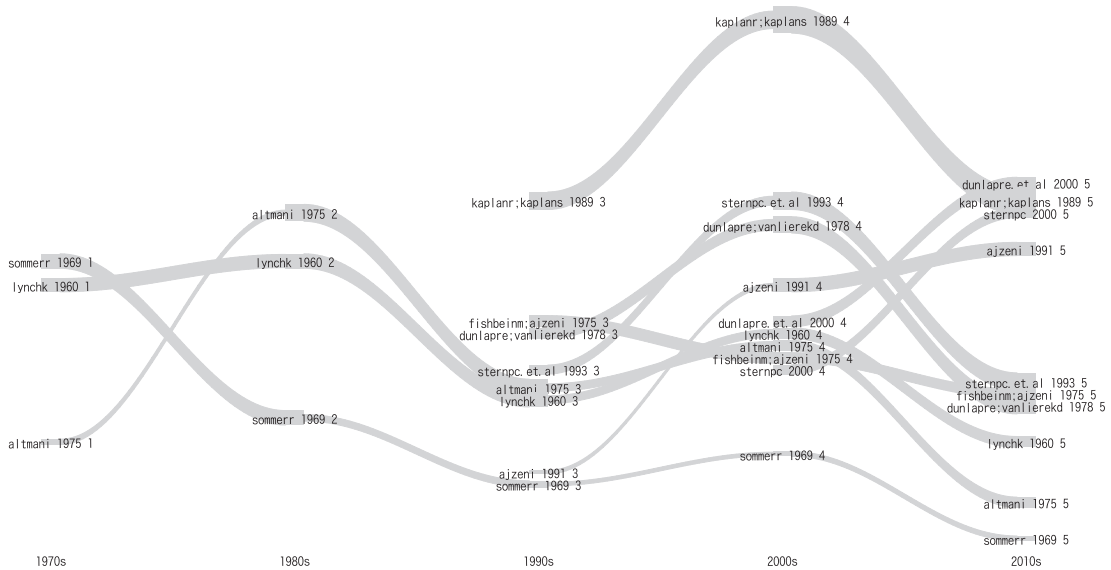 kaplanr;kaplans 1989 4
dunlapre. et al 2000 5
kaplanr;kaplans 1989 3
sternpc. et. al 1993 4
kaplanr;kaplans 1989 5
altmani 1975 2
sternpc 2000 5
dunlapre;vanlierekd 1978 4
ajzeni 1991 5
sommerr 1969 1
lynchk 1960 2
lynchk 1960 1
ajzeni 1991 4
fishbeinm;ajzeni 1975 3
dunlapre. et. al 2000 4
dunlapre;vanlierekd 1978 3
lynchk 1960 4
altmani 1975 4
fishbeinm;ajzeni 1975 4
sternpc. et. al 1993 3
sternpc 2000 4
sternpc. et. al 1993 5
altmani 1975 3
fishbeinm;ajzeni 1975 5
lynchk 1960 3
dunlapre;vanlierekd 1978 5
sommerr 1969 2
altmani 1975 1
lynchk 1960 5
sommerr 1969 4
ajzeni 1991 3
sommerr 1969 3
altmani 1975 5
sommerr 1969 5
1970s 1980s 1990s 2000s 2010s